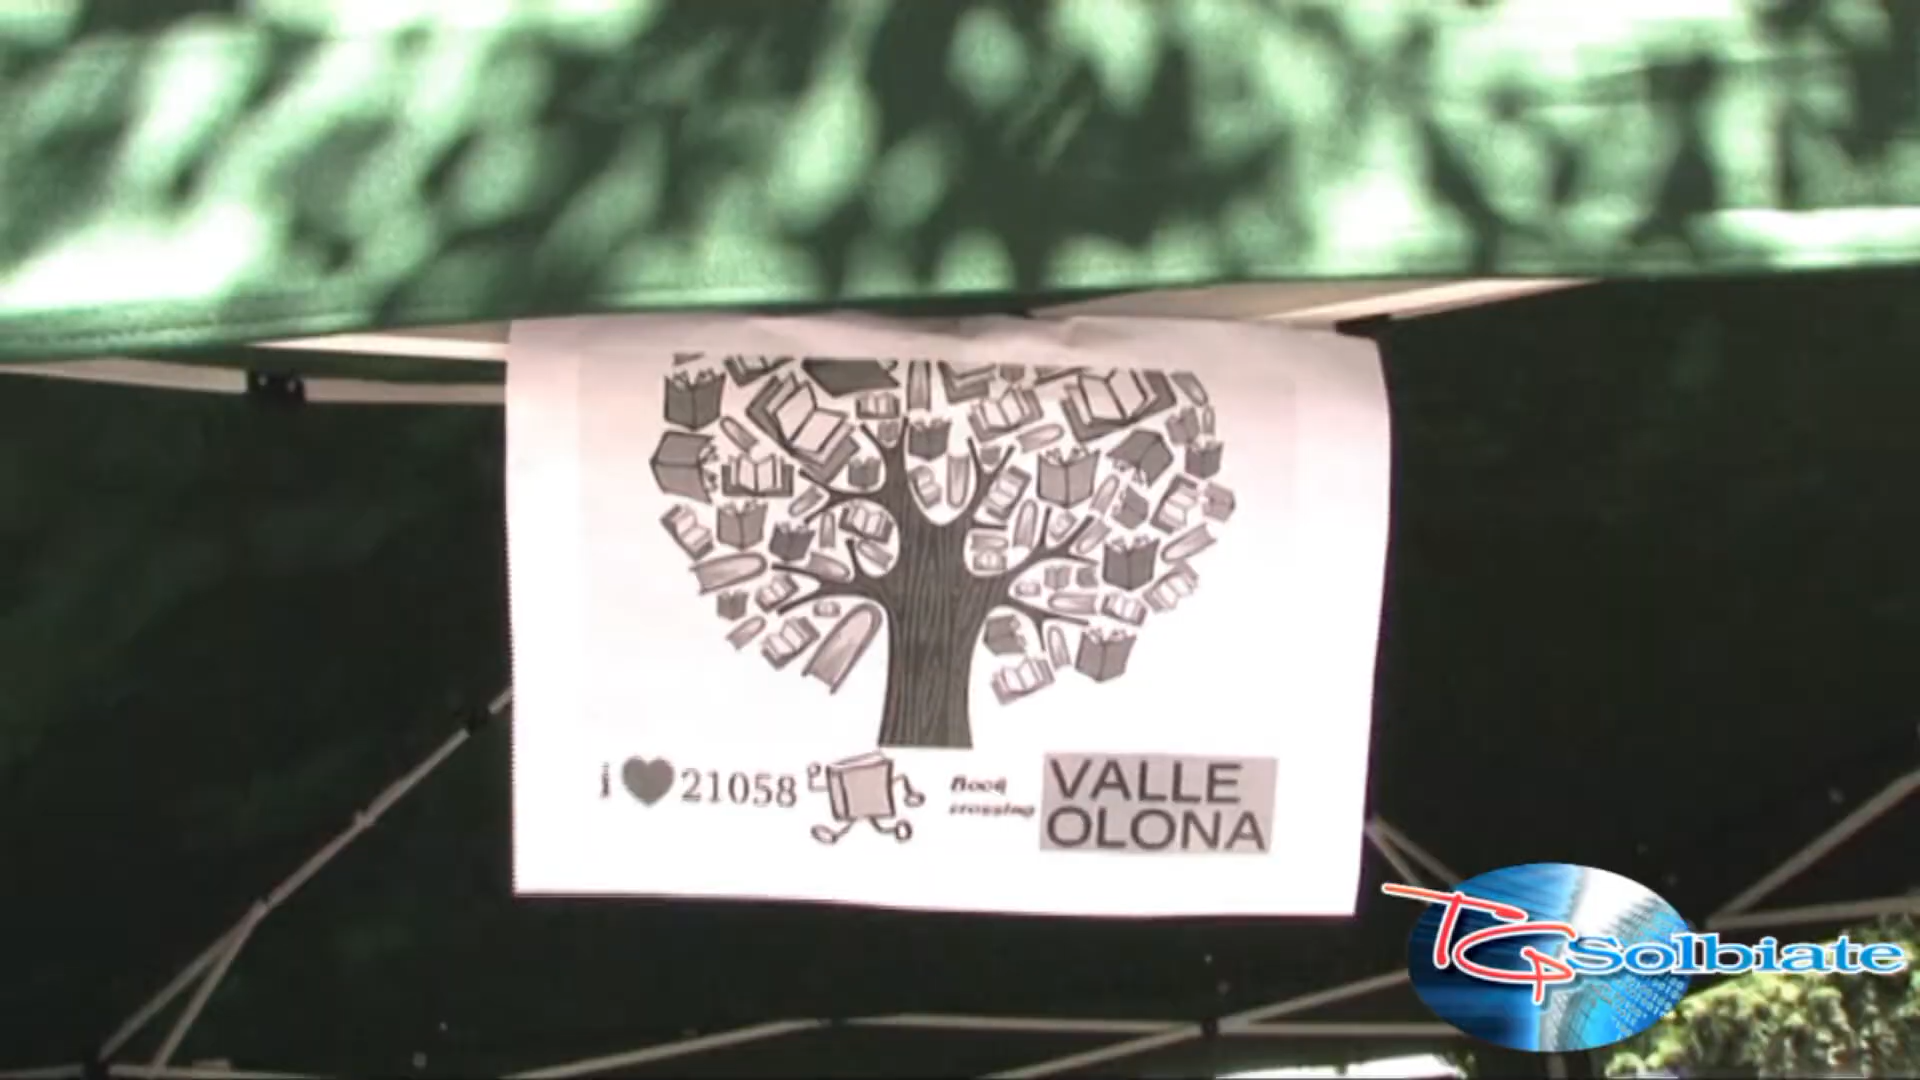 i 21058
Book
crossing
VALLE
OLONA
TG Solbiate